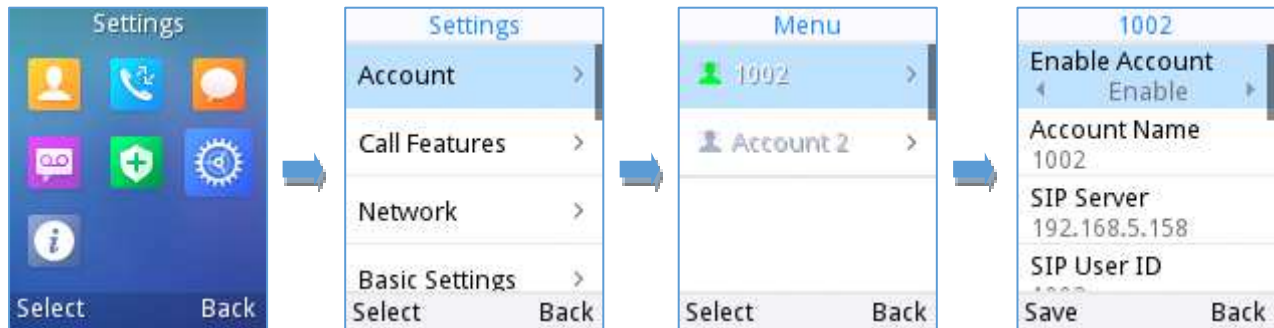 Settings
Select Back
Settings
Account
Call Features
Network
Basic Settings
Select Back
Menu
1002
Account 2
Select Back
1002
Enable Account
Enable
Account Name
1002
SIP Server
192.168.5.158
SIP User ID
Save Back